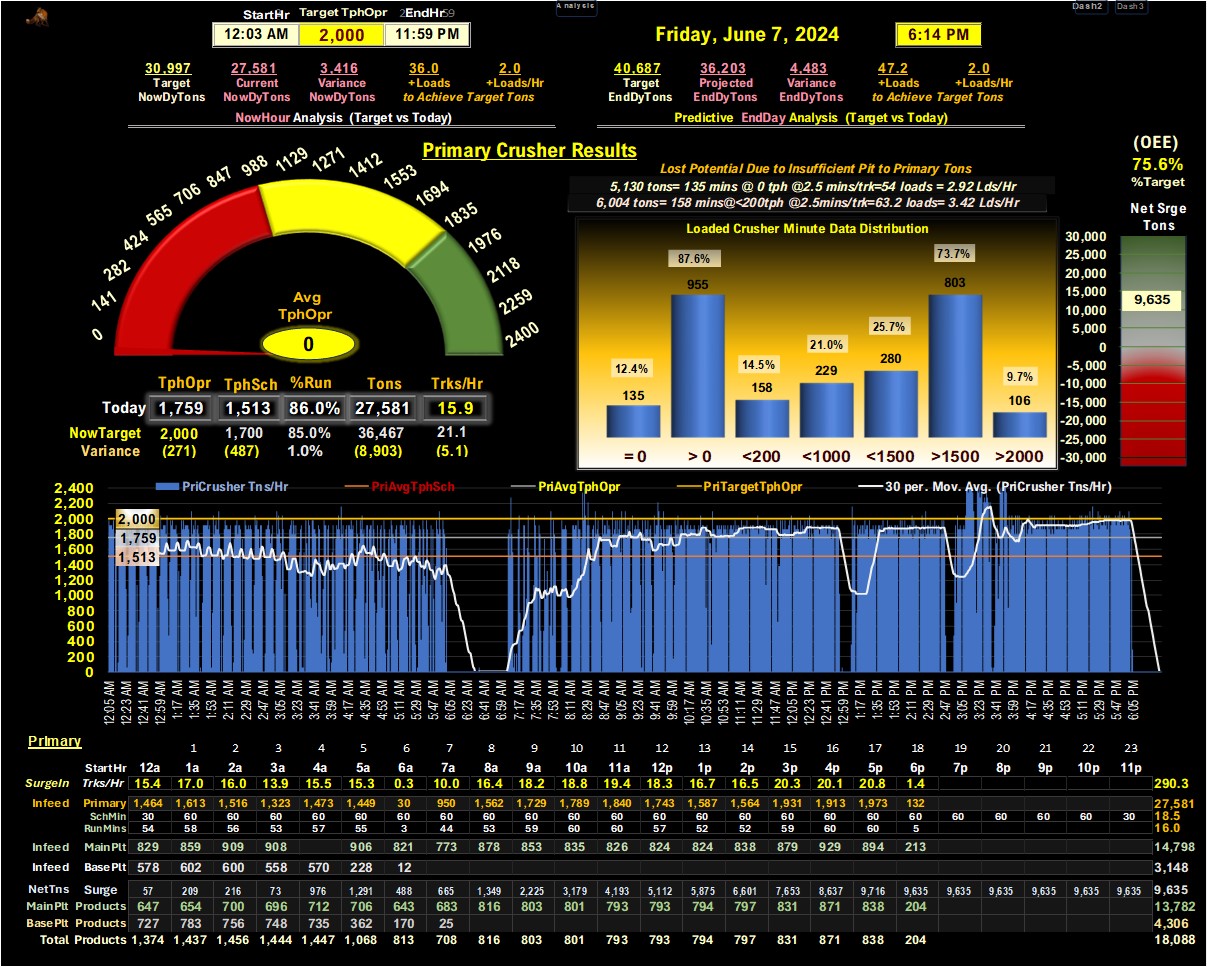 Analysis
Dash2 Dash3
StartHr Target TphOpr EndHr
12:03 AM 2,000 11:59 PM
Friday, June 7, 2024 6:14 PM
30,997 27,581 3,416 36.0 2.0
Target Current Variance +Loads +Loads/Hr
NowDyTons NowDyTons NowDyTons to Achieve Target Tons
NowHour Analysis (Target vs Today)
40,687 36,203 4,483 47.2 2.0
Target Projected Variance +Loads +Loads/Hr
EndDyTons EndDyTons EndDyTons to Achieve Target Tons
Predictive EndDay Analysis (Target vs Today)
Primary Crusher Results
0 141 282 424 565 706 847 988 1129 1271 1412 1553 1694 1835 1976 2118 2259 2400
Avg
TphOpr
0
TphOpr TphSch %Run Tons Trks/Hr
Today 1,759 1,513 86.0% 27,581 15.9
NowTarget 2,000 1,700 85.0% 36,467 21.1
Variance (271) (487) 1.0% (8,903) (5.1)
Lost Potential Due to Insufficient Pit to Primary Tons
5,130 tons= 135 mins @ 0 tph @2.5 mins/trk=54 loads = 2.92 Lds/Hr
6,004 tons= 158 mins@<200tph @2.5mins/trk=63.2 loads= 3.42 Lds/Hr
Loaded Crusher Minute Data Distribution
12.4% 87.6% 14.5% 21.0% 25.7% 73.7% 9.7%
135 955 158 229 280 803 106
= 0 > 0 <200 <1000 <1500 >1500 >2000
(OEE)
75.6%
%Target
Net Srge
Tons
30,000
20,000
15,000
10,000
5,000
0
-5,000
-10,000
-15,000
-20,000
-25,000
-30,000
9,635
PriCrusher Tns/Hr PriAvgTphSch PriAvgTphOpr PriTargetTphOpr 30 per. Mov. Avg. (PriCrusher Tns/Hr)
2,400
2,200
2,000
1,800
1,600
1,400
1,200
1,000
800
600
400
200
0
2,000
1,759
1,513
12:05 AM 12:23 AM 12:41 AM 12:59 AM 1:17 AM 1:35 AM 1:53 AM 2:11 AM 2:29 AM 2:47 AM 3:05 AM 3:23 AM 3:41 AM 3:59 AM 4:17 AM 4:35 AM 4:53 AM 5:11 AM 5:29 AM 5:47 AM 6:05 AM 6:23 AM 6:41 AM 6:59 AM 7:17 AM 7:35 AM 7:53 AM 8:11 AM 8:29 AM 8:47 AM 9:05 AM 9:23 AM 9:41 AM 9:59 AM 10:17 AM 10:35 AM 10:53 AM 11:11 AM 11:29 AM 11:47 AM 12:05 PM 12:23 PM 12:41 PM 12:59 PM 1:17 PM 1:35 PM 1:53 PM 2:11 PM 2:29 PM 2:47 PM 3:05 PM 3:23 PM 3:41 PM 3:59 PM 4:17 PM 4:35 PM 4:53 PM 5:11 PM 5:29 PM 5:47 PM 6:05 PM
Primary
1 2 3 4 5 6 7 8 9 10 11 12 13 14 15 16 17 18 19 20 21 22 23
StartHr 12a 1a 2a 3a 4a 5a 6a 7a 8a 9a 10a 11a 12p 1p 2p 3p 4p 5p 6p 7p 8p 9p 10p 11p
SurgeIn Trks/Hr 15.4 17.0 16.0 13.9 15.5 15.3 0.3 10.0 16.4 18.2 18.8 19.4 18.3 16.7 16.5 20.3 20.1 20.8 1.4 290.3
Infeed Primary 1,464 1,613 1,516 1,323 1,473 1,449 30 950 1,562 1,729 1,789 1,840 1,743 1,587 1,564 1,931 1,913 1,973 132 27,581
SchMin 30 60 60 60 60 60 60 60 60 60 60 60 60 60 60 60 60 60 60 60 60 60 60 30 18.5
RunMins 54 58 56 53 57 55 3 44 53 59 60 60 57 52 52 59 60 60 5 16.0
Infeed MainPlt 829 859 909 908 906 821 773 878 853 835 826 824 824 838 879 929 894 213 14,798
Infeed BasePlt 578 602 600 558 570 228 12 3,148
NetTns Surge 57 209 216 73 976 1,291 488 665 1,349 2,225 3,179 4,193 5,112 5,875 6,601 7,653 8,637 9,716 9,635 9,635 9,635 9,635 9,635 9,635 9,635
MainPlt Products 647 654 700 696 712 706 643 683 816 803 801 793 793 794 797 831 871 838 204 13,782
BasePlt Products 727 783 756 748 735 362 170 25 4,306
Total Products 1,374 1,437 1,456 1,444 1,447 1,068 813 708 816 803 801 793 793 794 797 831 871 838 204 18,088